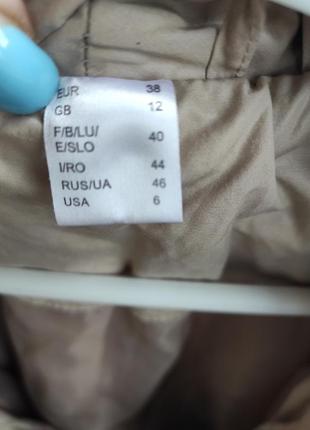 EUR 38
GB 12
F/B/LU/
E/SLO 40
I/RO 44
RUS/UA 46
USA 6